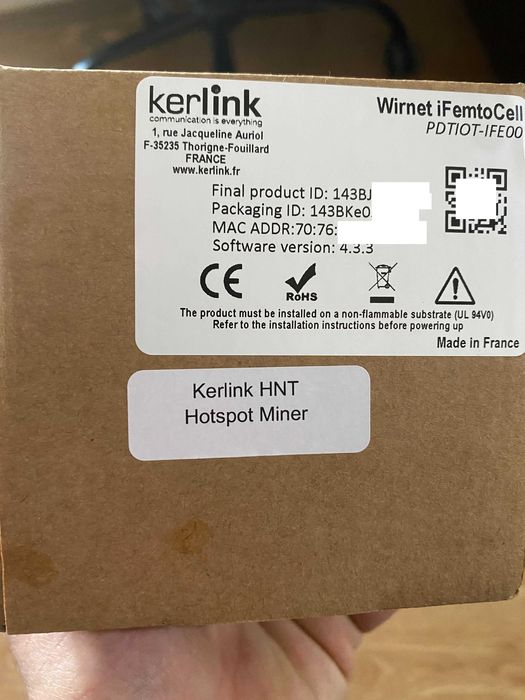 kerlink
communication is everything
1, rue Jacqueline Auriol
F-35235 Thorigne-Fouillard
FRANCE
www.kerlink.fr
Wirnet iFemtoCell
PDTIOT-IFE00
Final product ID: 143BJ
Packaging ID: 143BKe0
MAC ADDR:70:76:
Software version: 4.3.3
CE
RoHS
The product must be installed on a non-flammable substrate (UL 94V0)
Refer to the installation instructions before powering up
Made in France
Kerlink HNT
Hotspot Miner